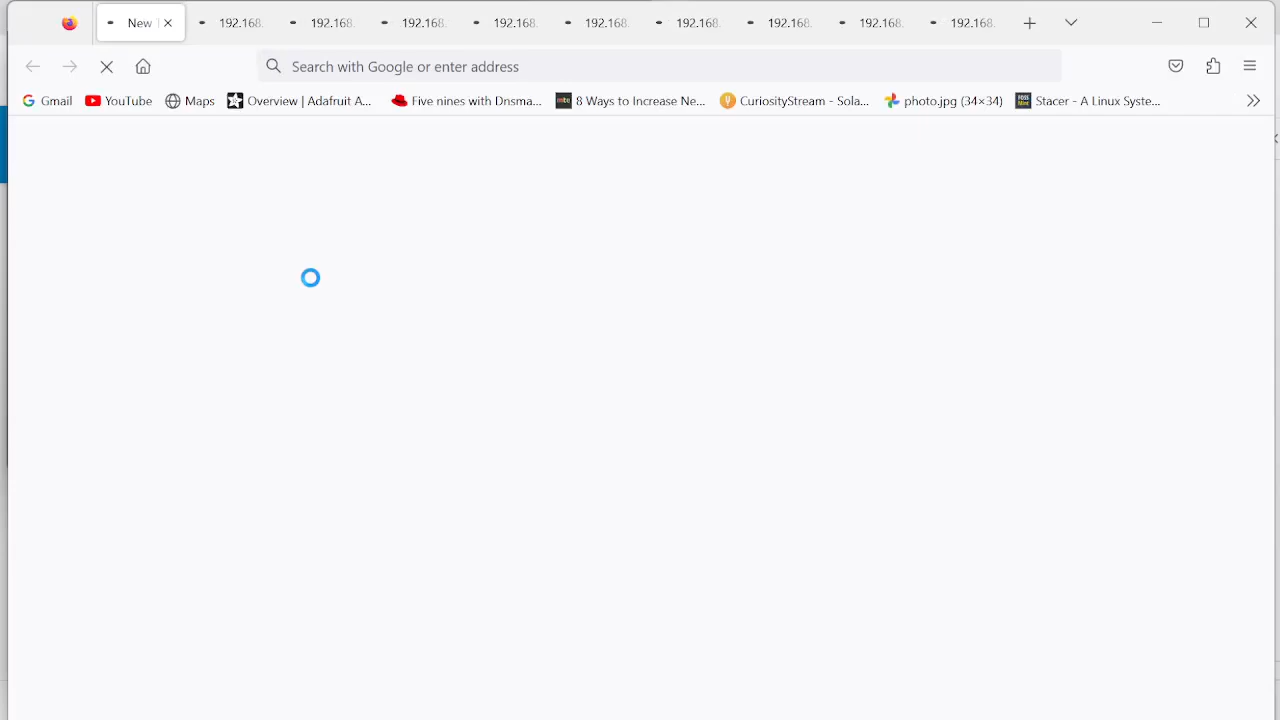 New 192.168. 192.168. 192.168. 192.168. 192.168. 192.168. 192.168. 192.168. 192.168.
Search with Google or enter address
Gmail YouTube Maps Overview | Adafruit A... Five nines with Dnsma... 8 Ways to Increase Ne... CuriosityStream - Sola... photo.jpg (34×34) Stacer - A Linux Syste...